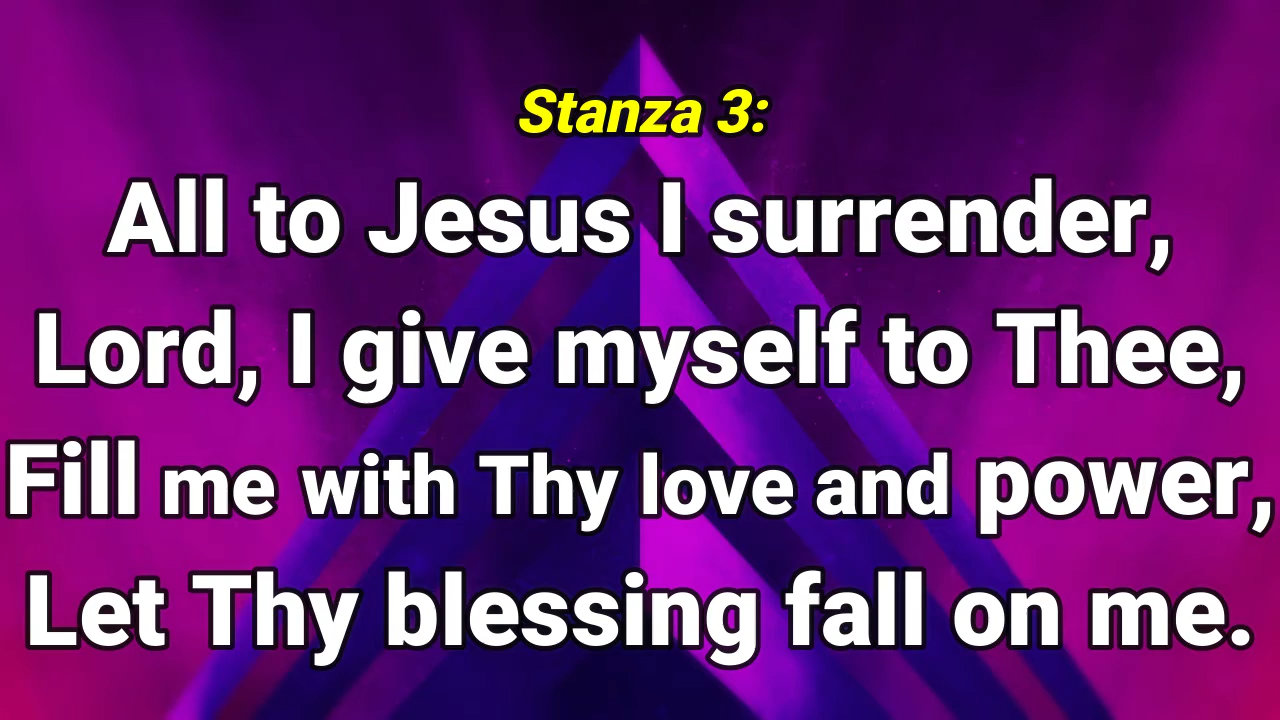 Stanza 3:
All to Jesus I surrender,
Lord, I give myself to Thee,
Fill me with Thy love and power,
Let Thy blessing fall on me.